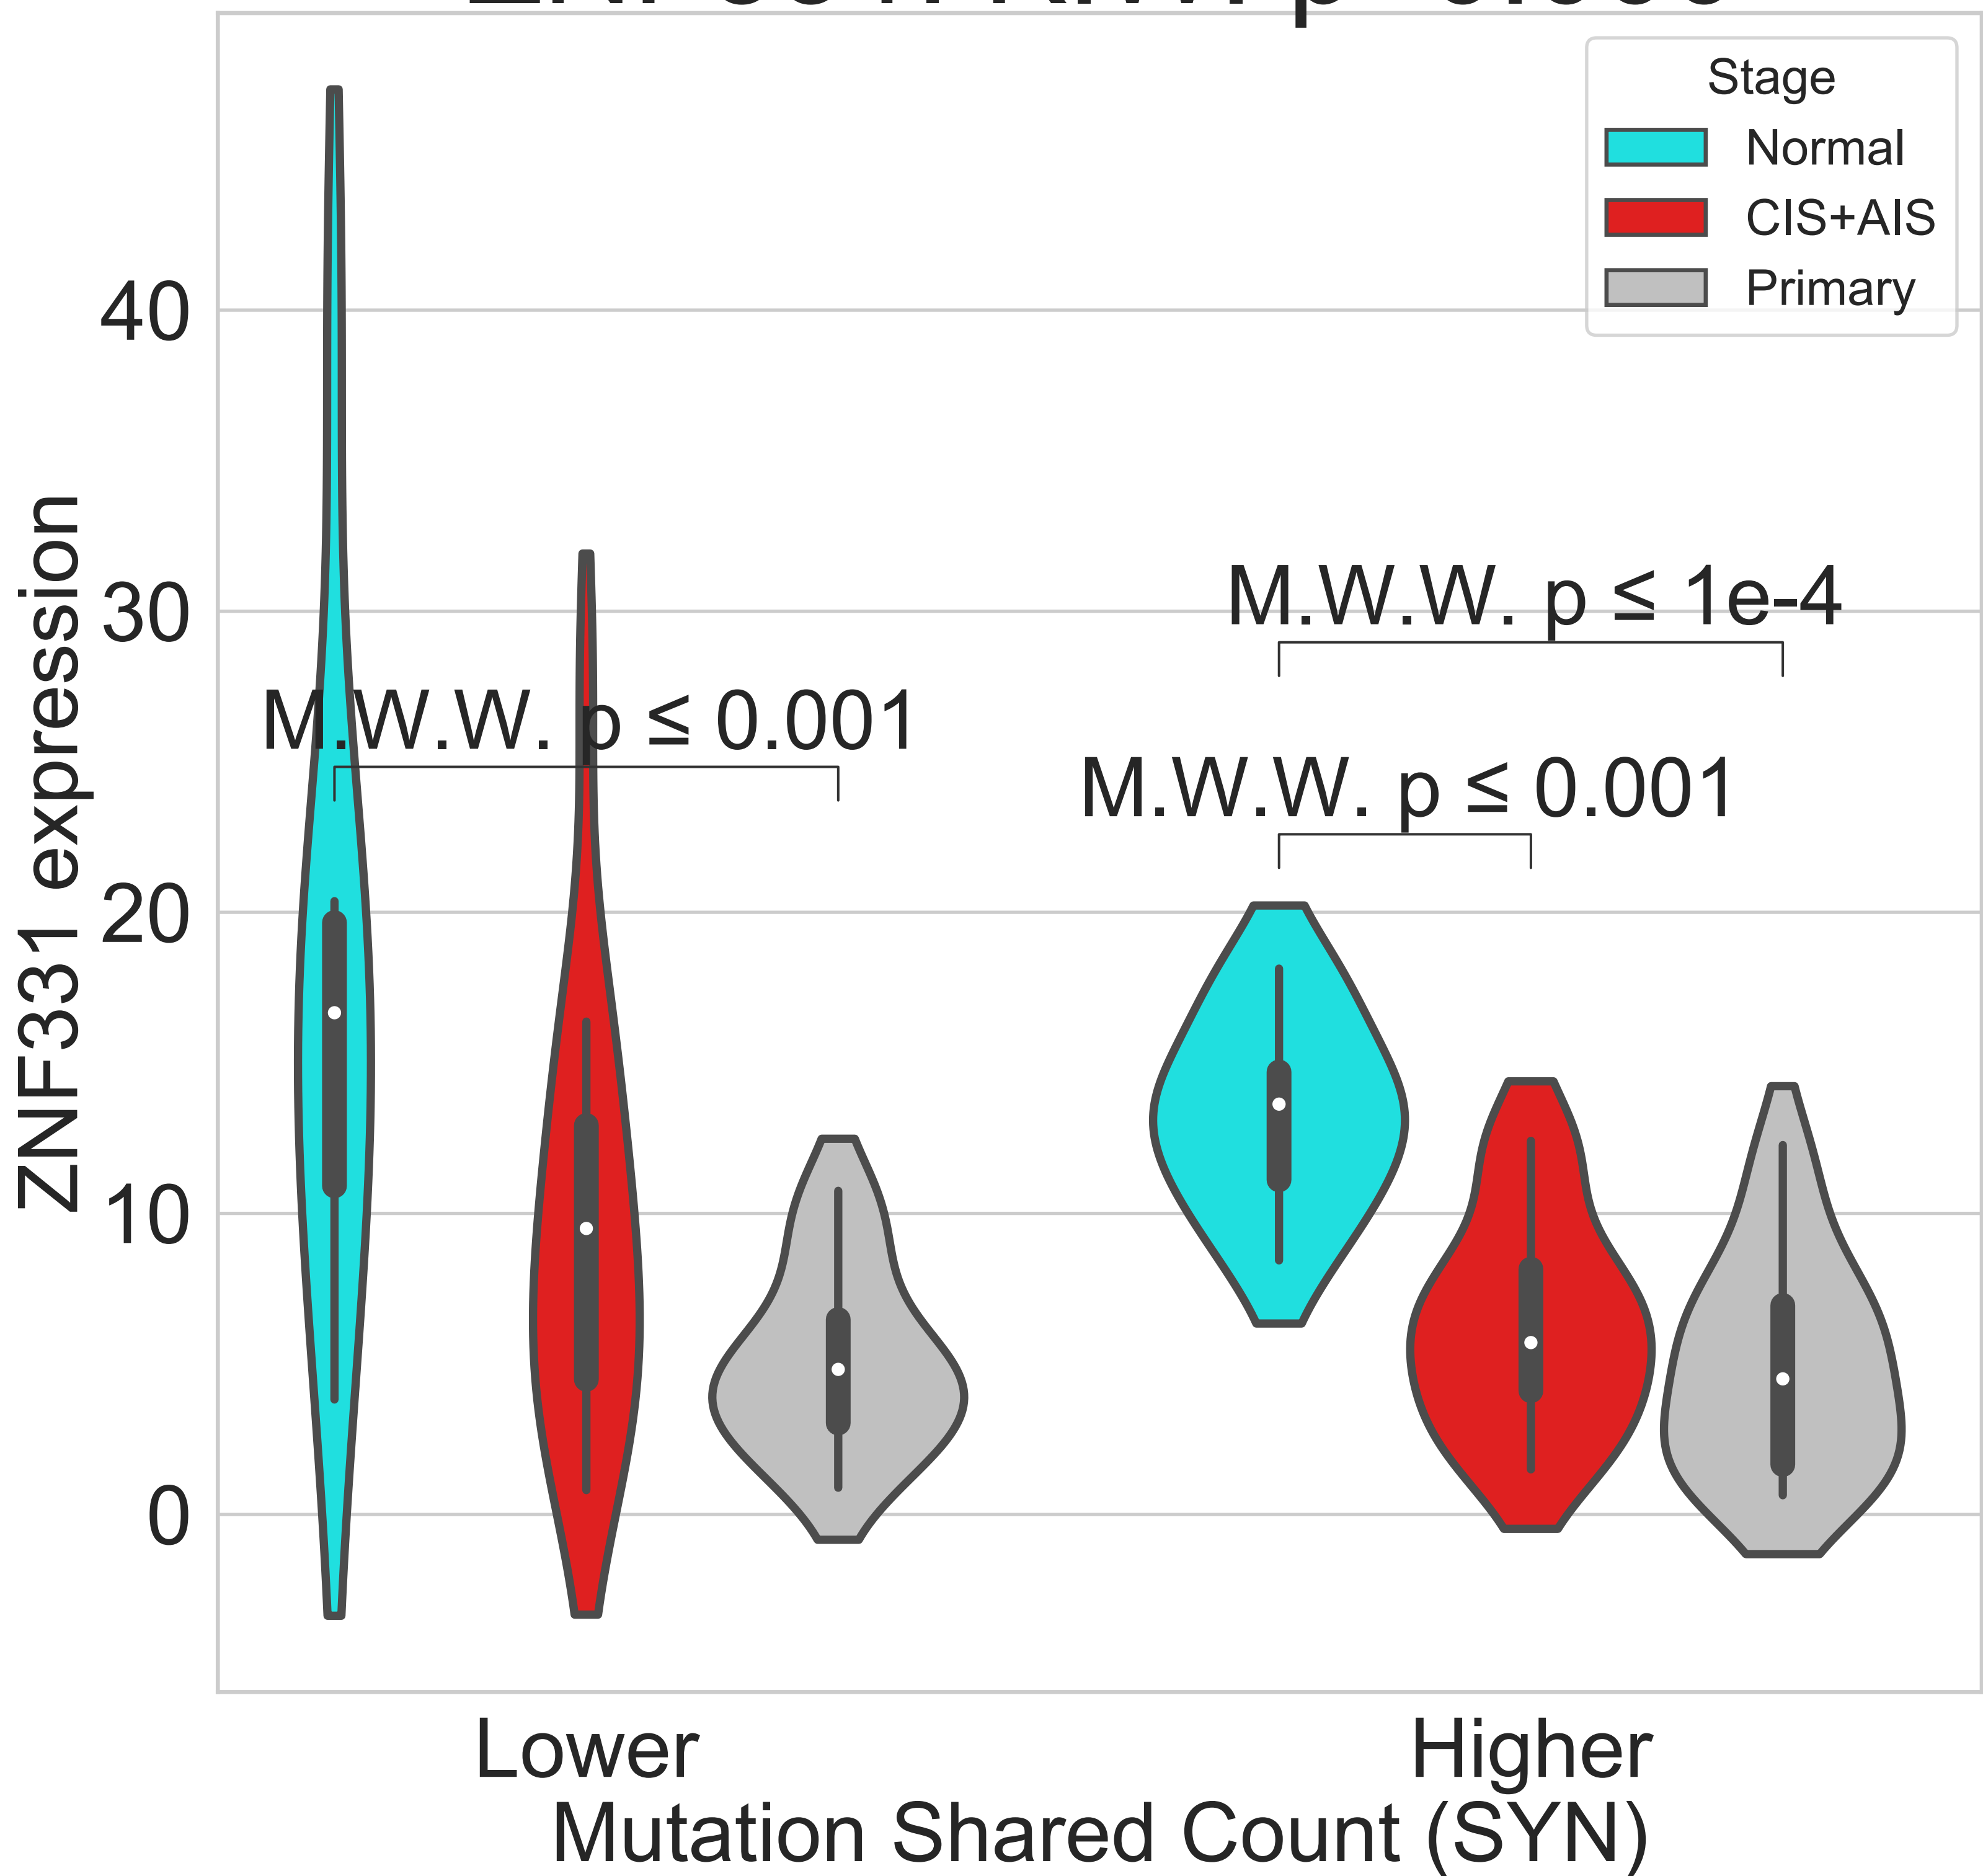 Stage
Normal
CIS+AIS
Primary
40
30
20
10
0
ZNF331 expression
M.W.W. p ≤ 1e-4
M.W.W. p ≤ 0.001
M.W.W. p ≤ 0.001
Lower
Higher
Mutation Shared Count (SYN)